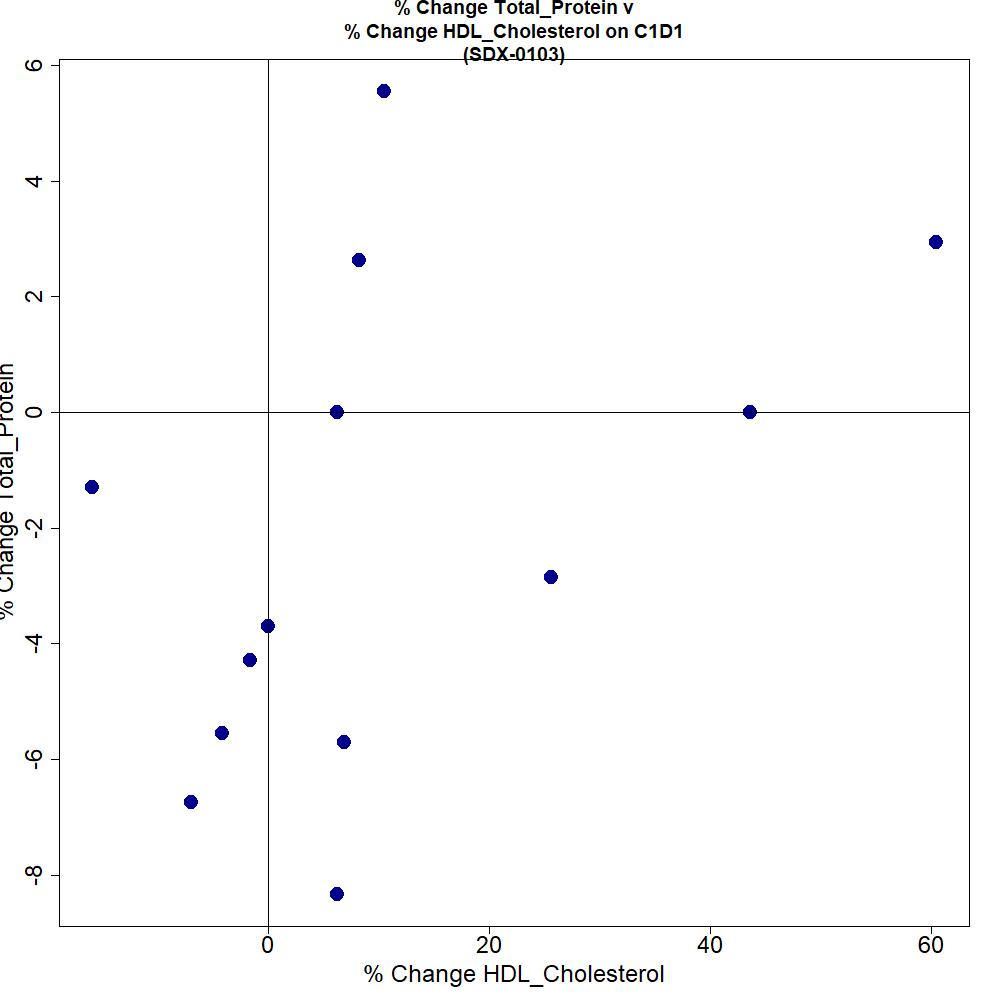 % Change Total_Protein v
% Change HDL_Cholesterol on C1D1
(SDX-0103)
6
4
2
0
-2
-4
-6
-8
% Change Total_Protein
0
20
40
60
% Change HDL_Cholesterol